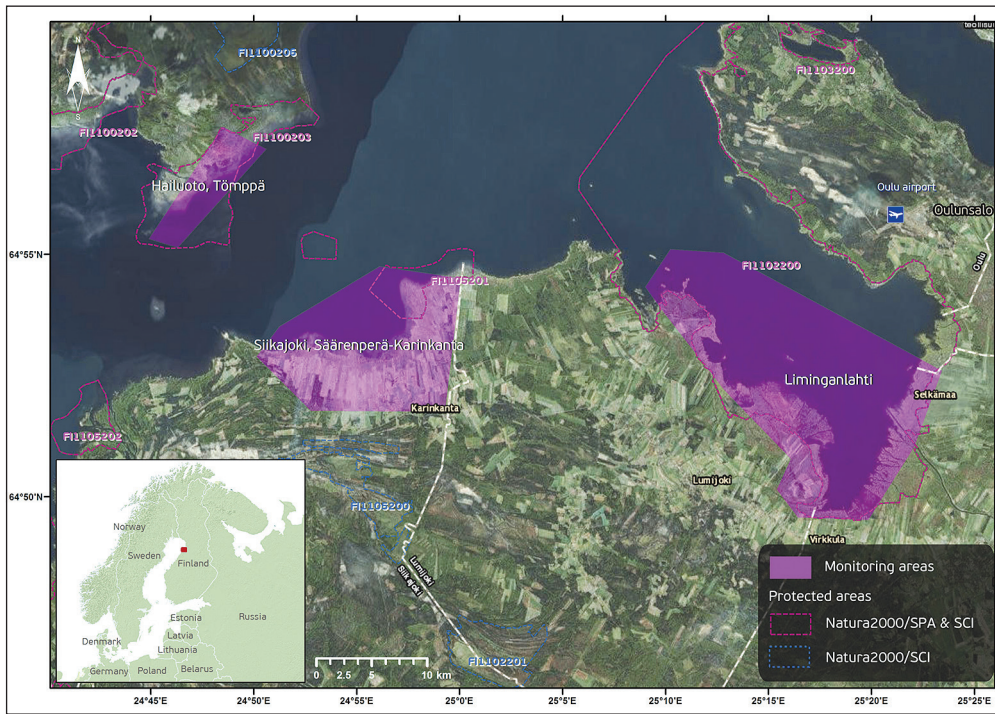 teollisuu
FI1100206
N
S
FI1103200
FI1100202
FI1100203
Hailuoto, Tömppä
Oulu airport
Oulunsalo
Oulu
64°55'N
FI1102200
FI1105201
Siikajoki, Säärenperä-Karinkanta
Liminganlahti
Selkämaa
Karinkanta
FI1105202
Lumijoki
64°50'N
FI1105200
Virkkula
Lumijoki
Siikajoki
FI1102201
Norway
Sweden
Finland
Estonia
Russia
Latvia
Lithuania
Denmark
Germany
Poland
Belarus
0 2.5 5 10 km
Monitoring areas
Protected areas
Natura2000/SPA & SCI
Natura2000/SCI
24°45'E 24°50'E 24°55'E 25°0'E 25°5'E 25°10'E 25°15'E 25°20'E 25°25'E